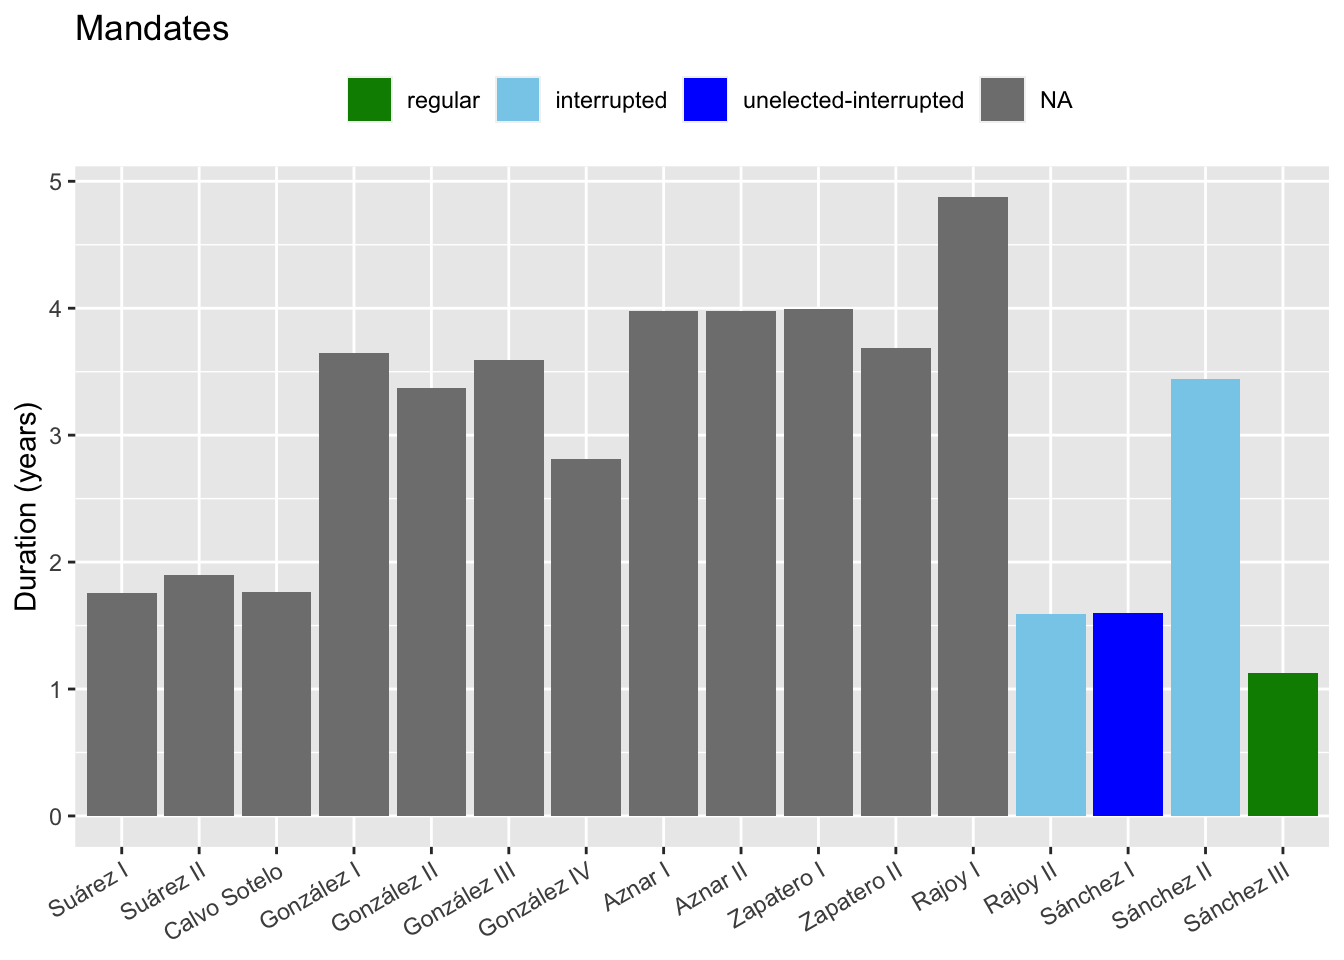 Mandates
regular interrupted unelected-interrupted NA
Duration (years)
5
4
3
2
1
0
Suárez I Suárez II Calvo Sotelo González I González II González III González IV Aznar I Aznar II Zapatero I Zapatero II Rajoy I Rajoy II Sánchez I Sánchez II Sánchez III